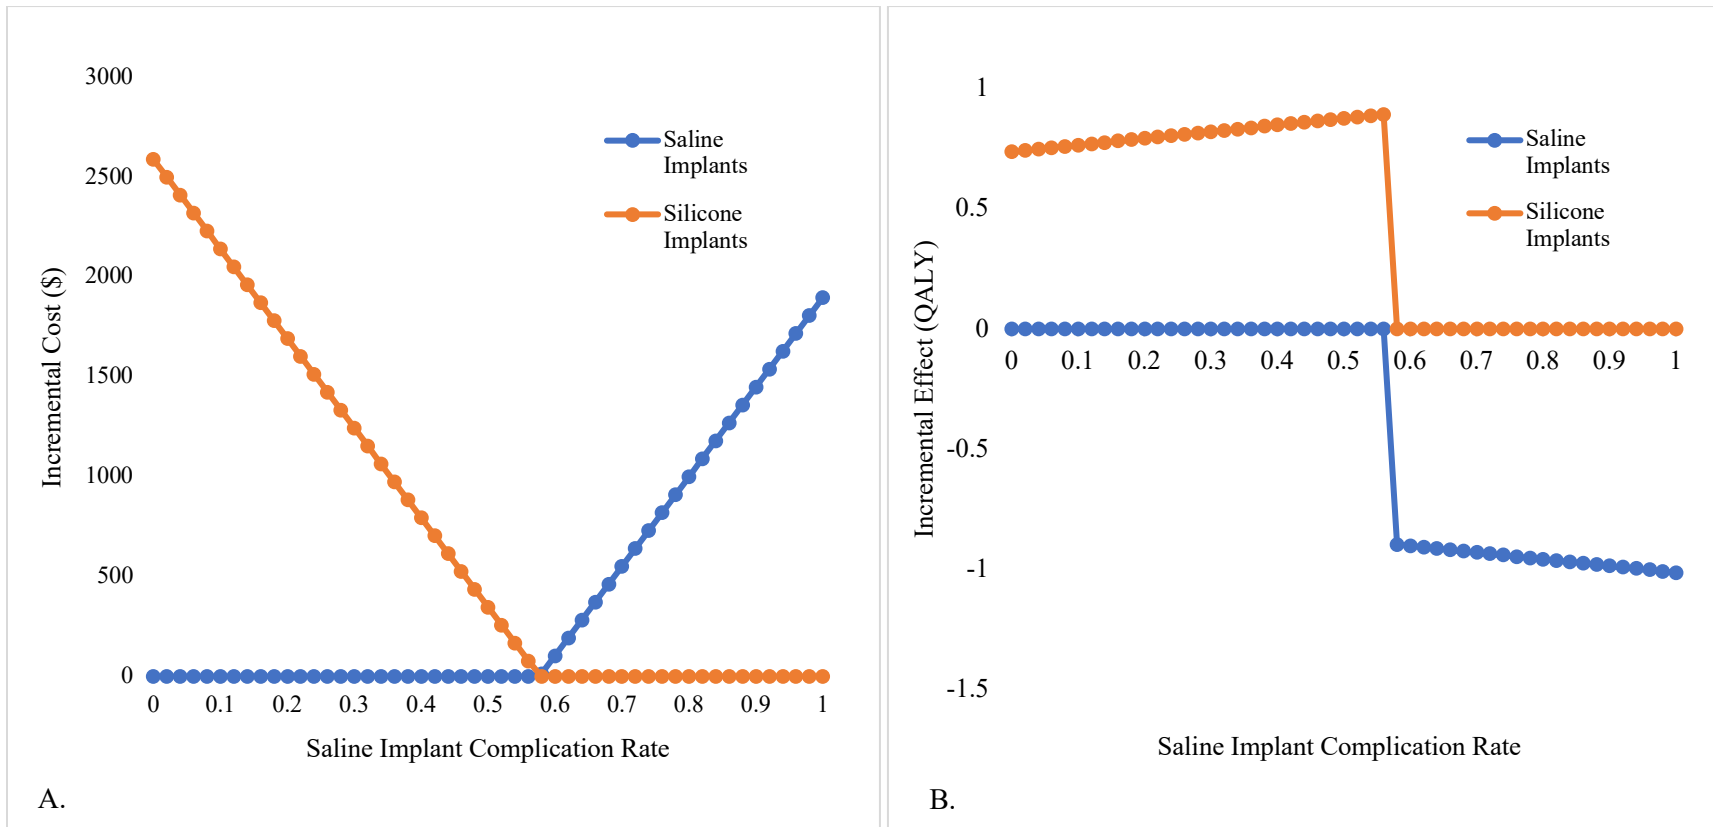 3000
2500
2000
1500
1000
500
0
Incremental Cost ($)
Saline
Implants
Silicone
Implants
0 0.1 0.2 0.3 0.4 0.5 0.6 0.7 0.8 0.9 1
Saline Implant Complication Rate
A.
1
0.5
0
-0.5
-1
-1.5
Incremental Effect (QALY)
Saline
Implants
Silicone
Implants
0 0.1 0.2 0.3 0.4 0.5 0.6 0.7 0.8 0.9 1
Saline Implant Complication Rate
B.